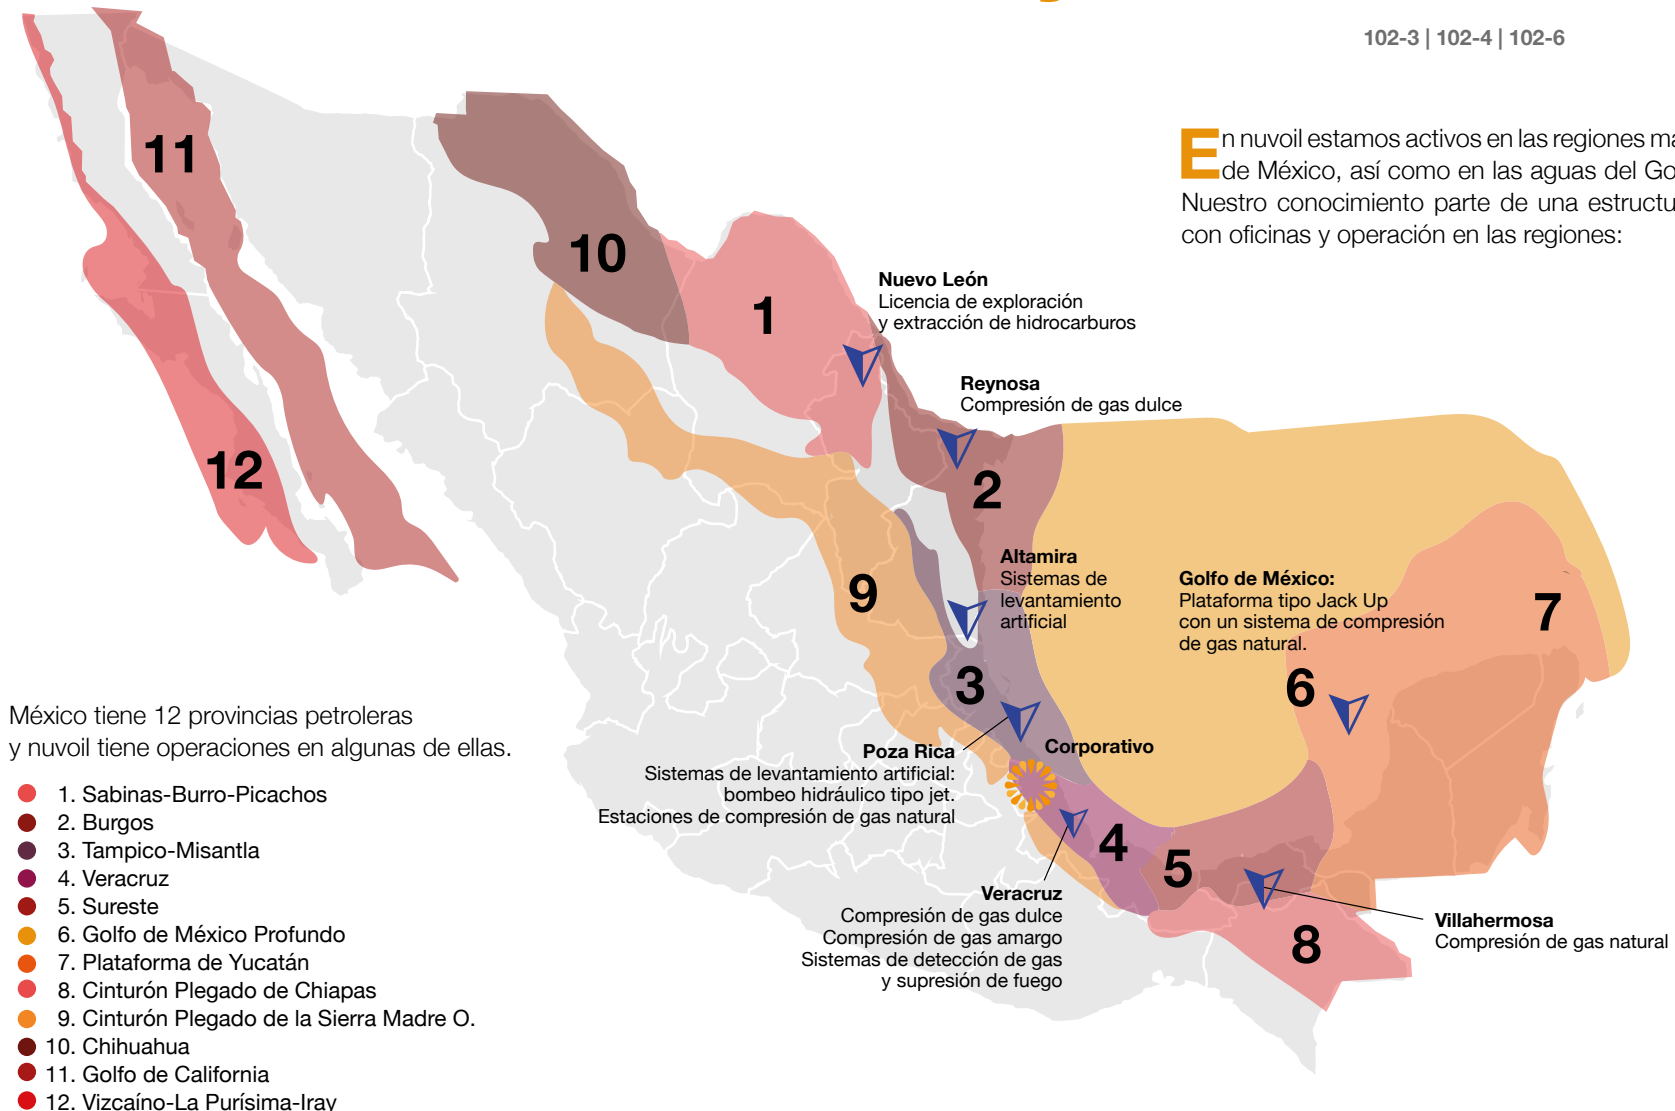 102-3 | 102-4 | 102-6
En nuvoil estamos activos en las regiones
de México, así como en las aguas del
Nuestro conocimiento parte de una
con oficinas y operación en las regiones:
11
10
1
12
2
9
3
7
6
4
5
8
Nuevo León
Licencia de exploración
y extracción de hidrocarburos
Reynosa
Compresión de gas dulce
Altamira
Sistemas de
levantamiento
artificial
Golfo de México:
Plataforma tipo Jack Up
con un sistema de compresión
de gas natural.
Poza Rica
Sistemas de levantamiento artificial:
bombeo hidráulico tipo jet.
Estaciones de compresión de gas natural
Corporativo
Veracruz
Compresión de gas dulce
Compresión de gas amargo
Sistemas de detección de gas
y supresión de fuego
Villahermosa
Compresión de gas natural
México tiene 12 provincias petroleras
y nuvoil tiene operaciones en algunas de ellas.
1. Sabinas-Burro-Picachos
2. Burgos
3. Tampico-Misantla
4. Veracruz
5. Sureste
6. Golfo de México Profundo
7. Plataforma de Yucatán
8. Cinturón Plegado de Chiapas
9. Cinturón Plegado de la Sierra Madre O.
10. Chihuahua
11. Golfo de California
12. Vizcaíno-La Purísima-Iray